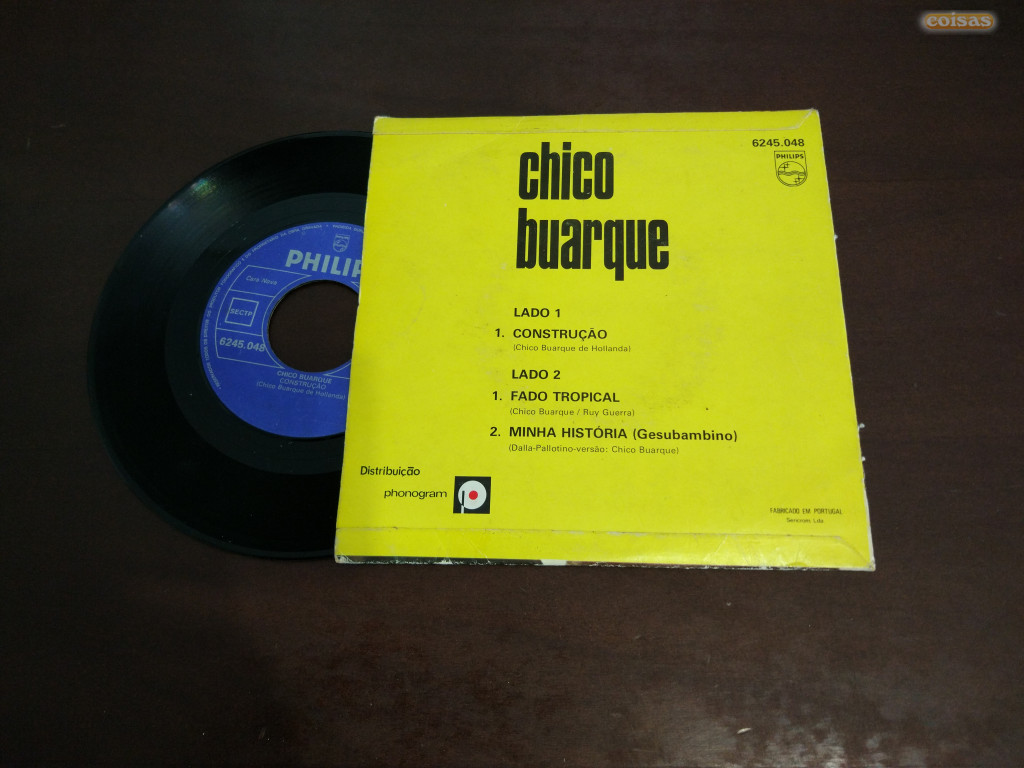 coisas
6245.048
PHILIPS
chico
buarque
LADO 1
1. CONSTRUÇÃO
(Chico Buarque de Hollanda)
LADO 2
1. FADO TROPICAL
(Chico Buarque / Ruy Guerra)
2. MINHA HISTÓRIA (Gesubambino)
(Dalla-Pallotino-versão: Chico Buarque)
Distribuição
phonogram
FABRICADO EM PORTUGAL
PHILIP
SECTP
6245.048
CHICO BUARQUE
CONSTRUÇÃO
(Chico Buarque de Hollanda)